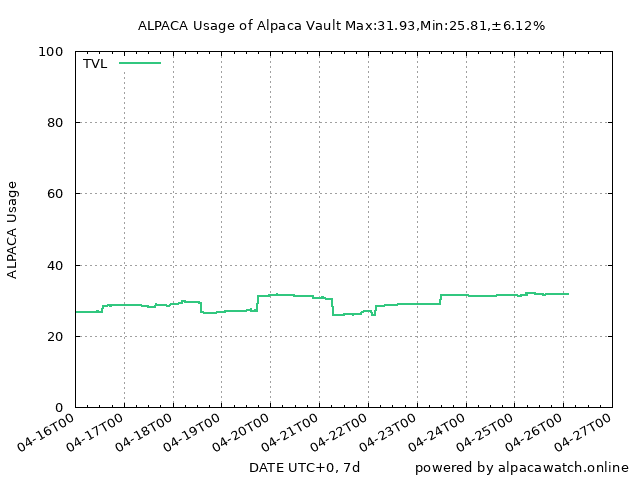 ALPACA Usage of Alpaca Vault Max:31.93,Min:25.81,±6.12%
100
TVL
80
60
ALPACA Usage
40
20
0
04-16T00 04-17T00 04-18T00 04-19T00 04-20T00 04-21T00 04-22T00 04-23T00 04-24T00 04-25T00 04-26T00 04-27T00
DATE UTC+0, 7d powered by alpacawatch.online